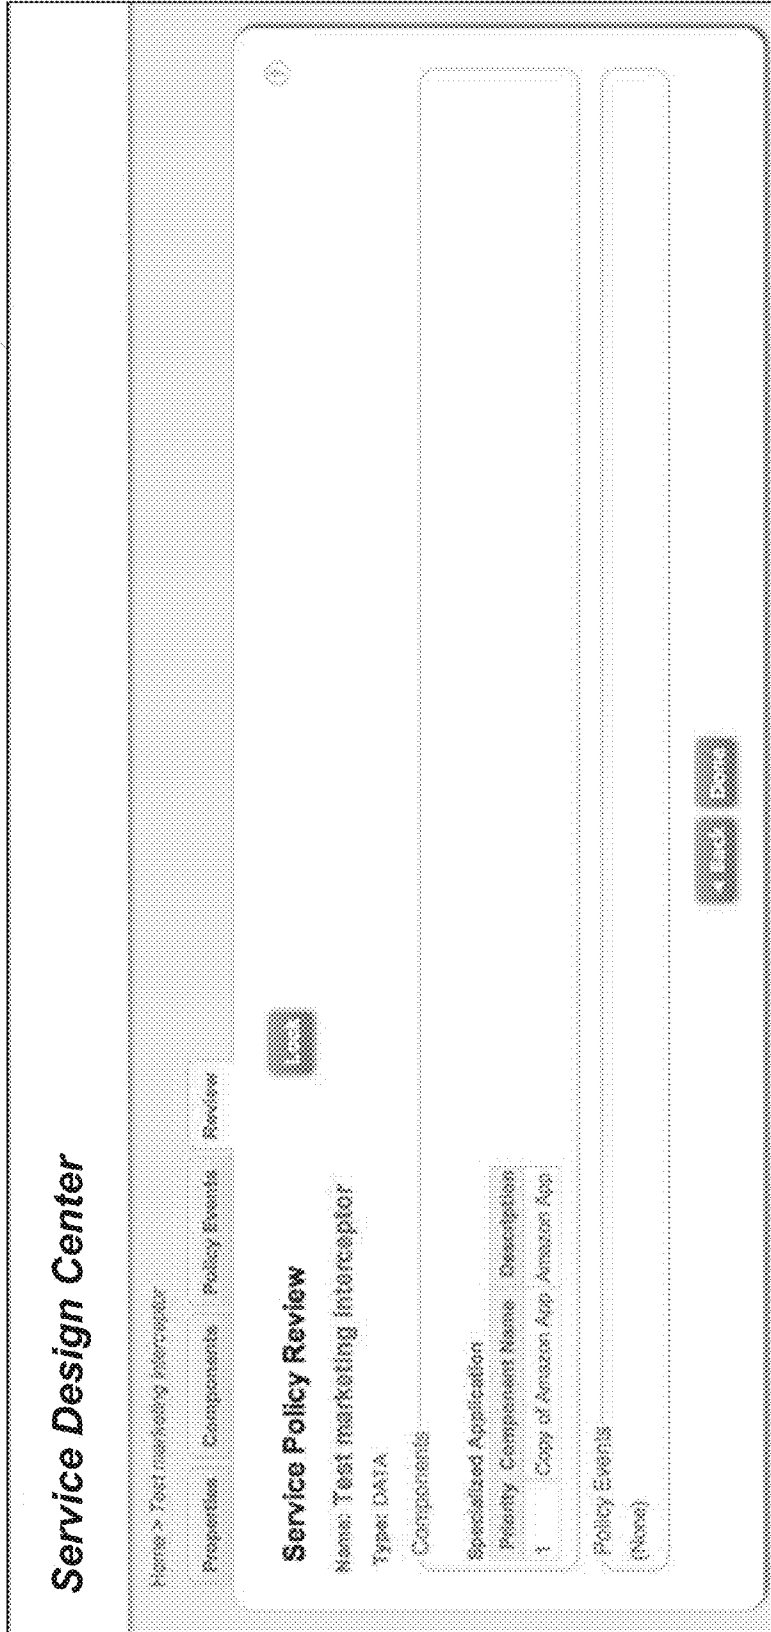 Service Design Center
Home > Test marketing interceptor
Properties Components Policy Events Review
Service Policy Review
Name: Test marketing interceptor
Type: DATA
Components
Specialized Application
Priority Component Name Description
1 Copy of Amazon App Amazon App
Policy Events
(None)